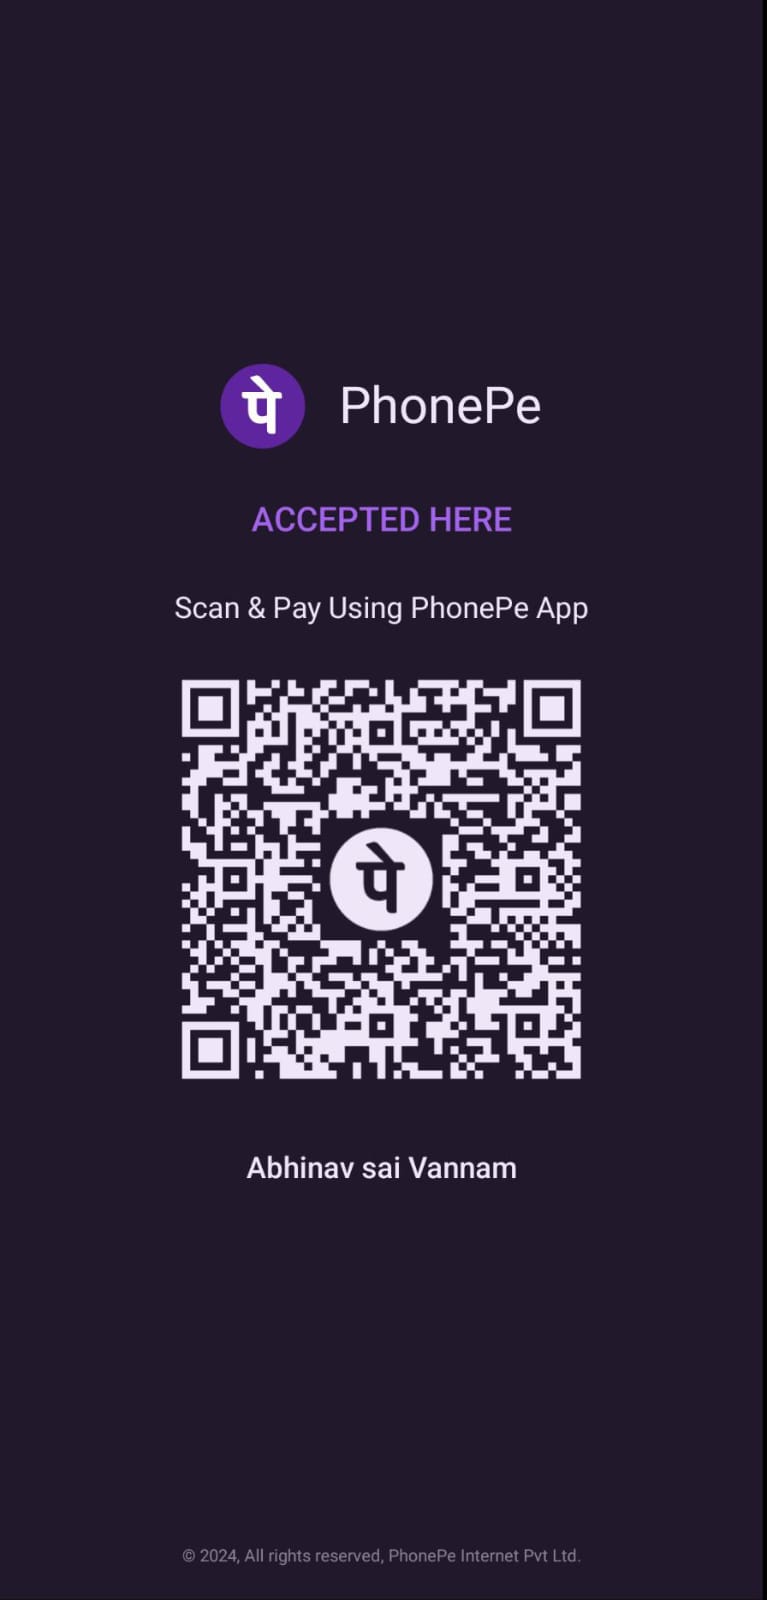 पे PhonePe
ACCEPTED HERE
Scan & Pay Using PhonePe App
पे
Abhinav sai Vannam
© 2024, All rights reserved, PhonePe Internet Pvt Ltd.